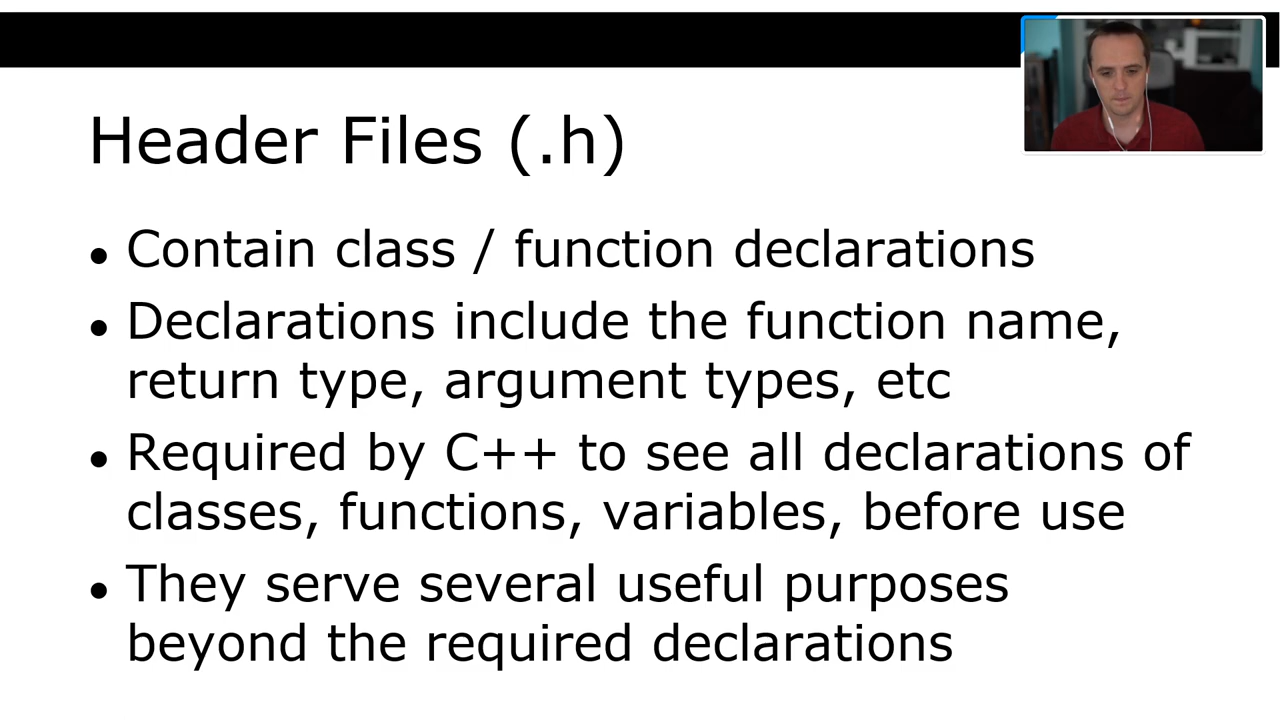 Header Files (.h)
• Contain class / function declarations
• Declarations include the function name,
return type, argument types, etc
• Required by C++ to see all declarations of
classes, functions, variables, before use
• They serve several useful purposes
beyond the required declarations